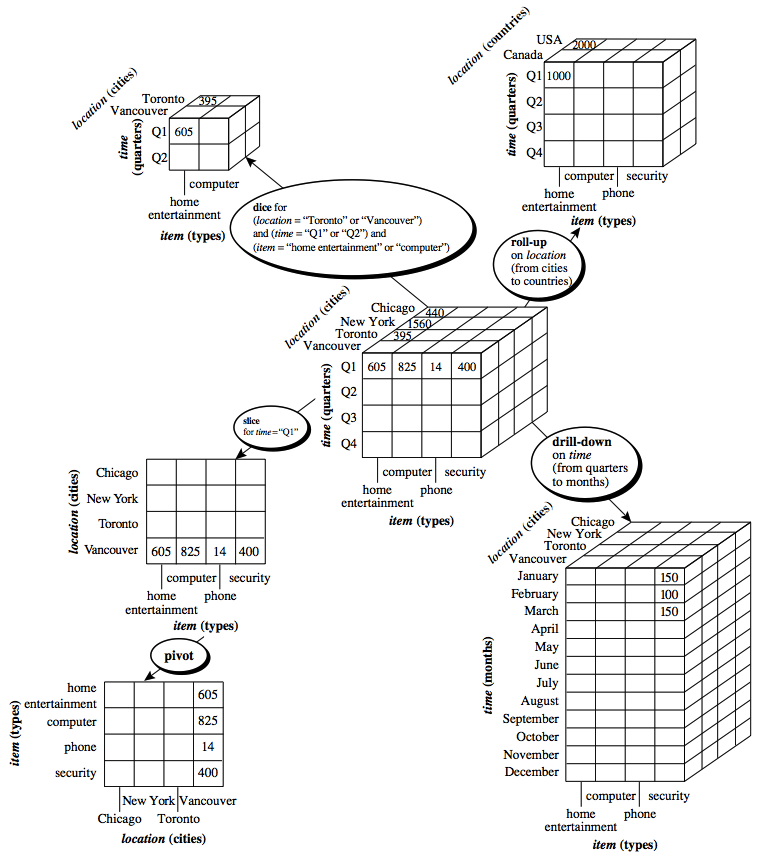 location (cities)
Toronto
Vancouver
395
time
(quarters)
Q1
605
Q2
computer
home
entertainment
item (types)
location (countries)
USA
Canada
2000
time (quarters)
Q1
1000
Q2
Q3
Q4
computer
security
home
entertainment
phone
item (types)
dice for
(location = “Toronto” or “Vancouver”)
and (time = “Q1” or “Q2”) and
(item = “home entertainment” or “computer”)
roll-up
on location
(from cities
to countries)
location (cities)
Chicago
New York
Toronto
Vancouver
440
1560
395
time (quarters)
Q1 605 825 14 400
Q2
Q3
Q4
computer security
home
entertainment
phone
item (types)
slice
for time = “Q1”
drill-down
on time
(from quarters
to months)
location (cities)
Chicago
New York
Toronto
Vancouver 605 825 14 400
computer security
home
entertainment
phone
item (types)
pivot
item (types)
home
entertainment
605
computer 825
phone 14
security 400
New York Vancouver
Chicago Toronto
location (cities)
location (cities)
Chicago
New York
Toronto
Vancouver
time (months)
January 150
February 100
March 150
April
May
June
July
August
September
October
November
December
computer security
home
entertainment
phone
item (types)